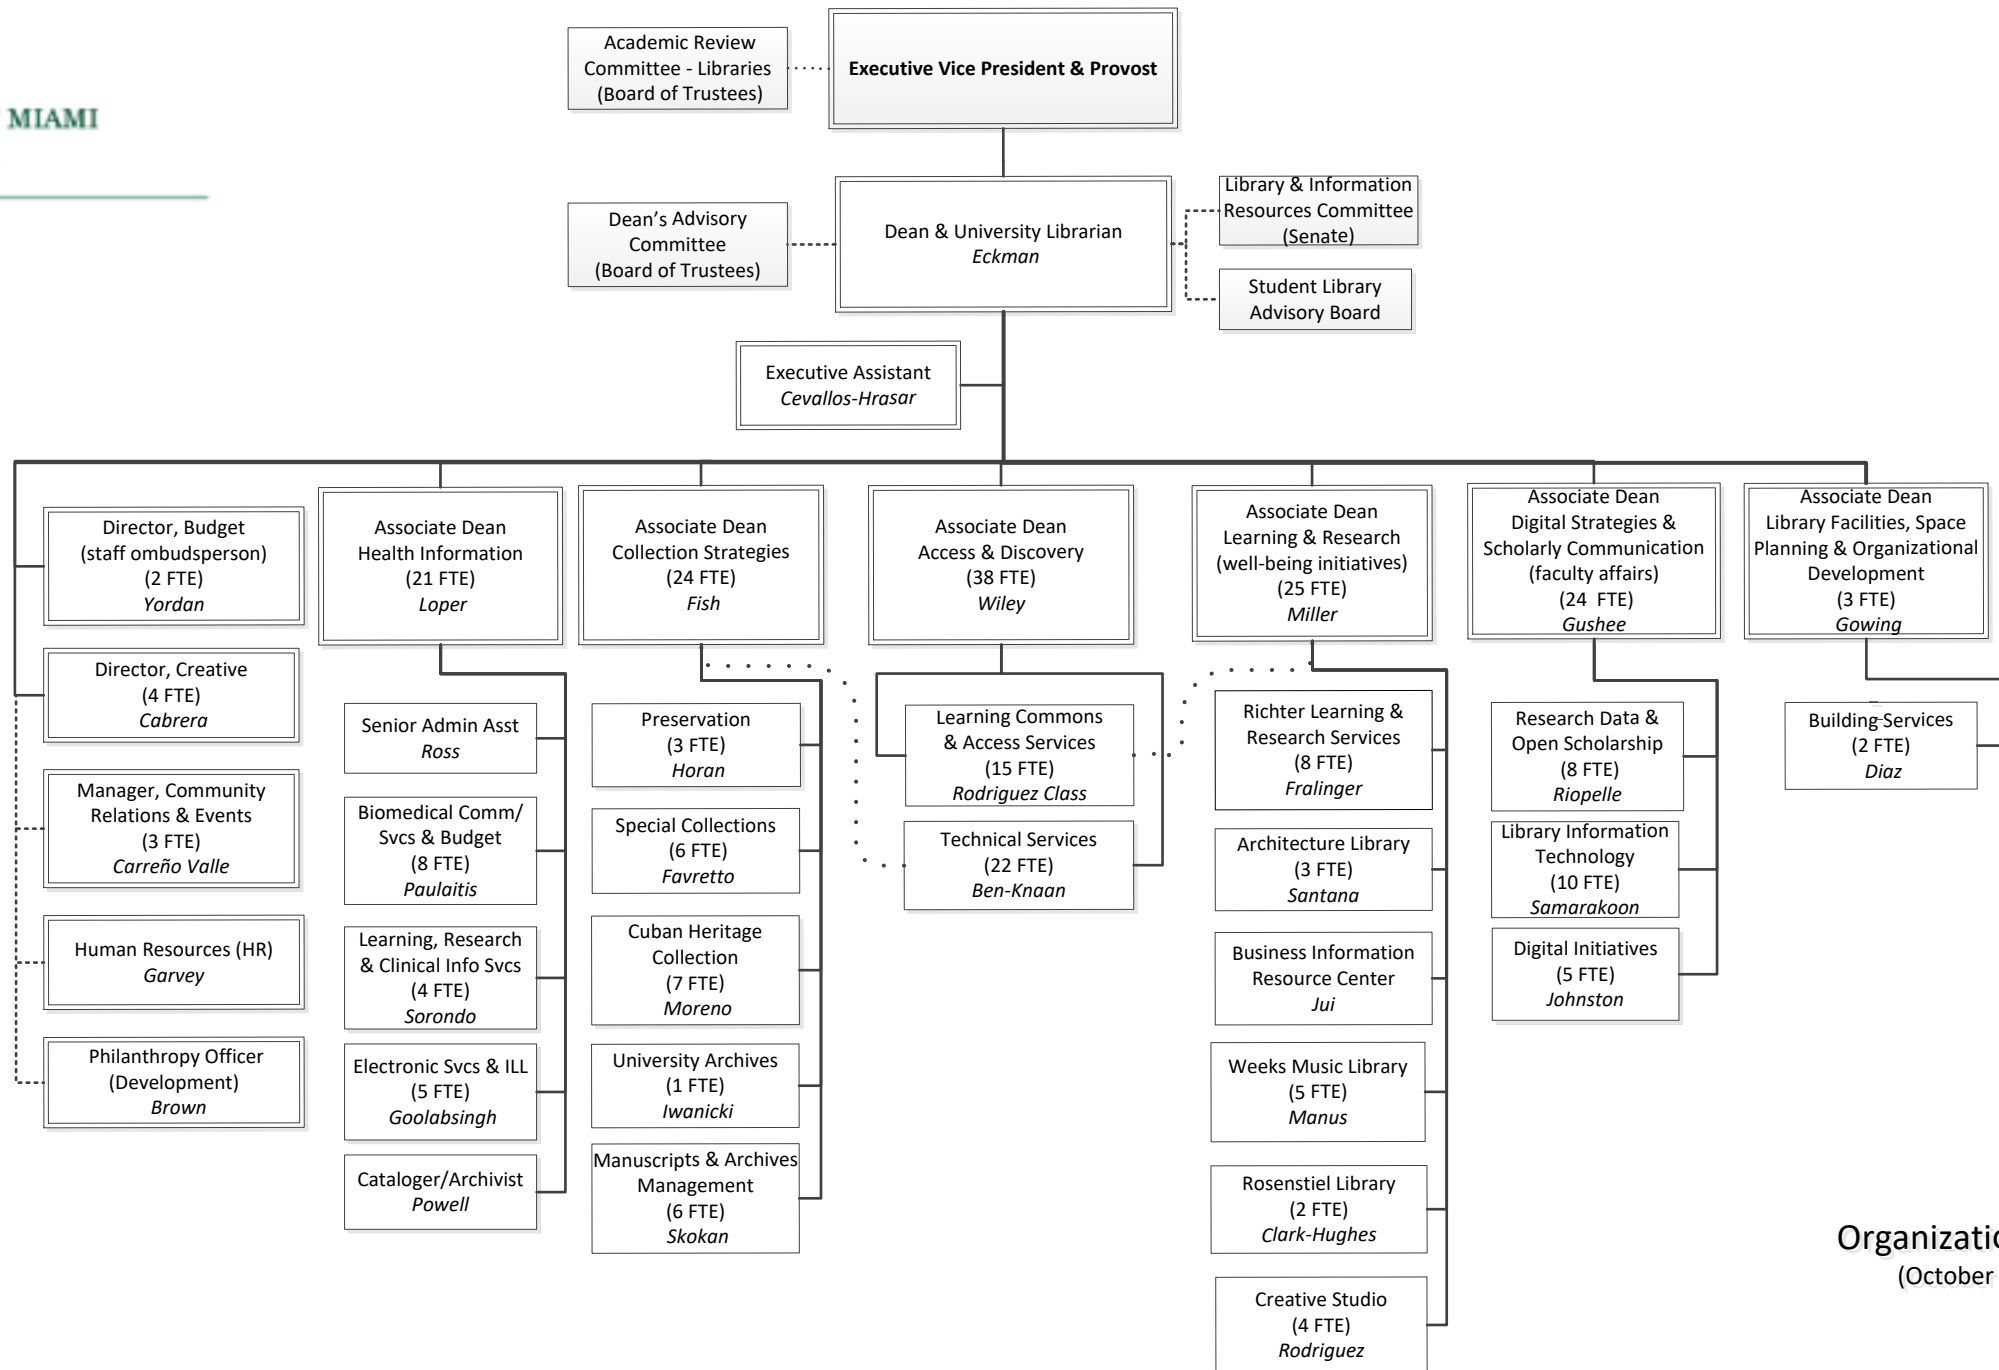 MIAMI
Academic Review
Committee - Libraries
(Board of Trustees)
Executive Vice President & Provost
Dean's Advisory
Committee
(Board of Trustees)
Dean & University Librarian
Eckman
Library & Information
Resources Committee
(Senate)
Student Library
Advisory Board
Executive Assistant
Cevallos-Hrasar
Director, Budget
(staff ombudsperson)
(2 FTE)
Yordan
Director, Creative
(4 FTE)
Cabrera
Manager, Community
Relations & Events
(3 FTE)
Carreño Valle
Human Resources (HR)
Garvey
Philanthropy Officer
(Development)
Brown
Associate Dean
Health Information
(21 FTE)
Loper
Senior Admin Asst
Ross
Biomedical Comm/
Svcs & Budget
(8 FTE)
Paulaitis
Learning, Research
& Clinical Info Svcs
(4 FTE)
Sorondo
Electronic Svcs & ILL
(5 FTE)
Goolabsingh
Cataloger/Archivist
Powell
Associate Dean
Collection Strategies
(24 FTE)
Fish
Preservation
(3 FTE)
Horan
Special Collections
(6 FTE)
Favretto
Cuban Heritage
Collection
(7 FTE)
Moreno
University Archives
(1 FTE)
Iwanicki
Manuscripts & Archives
Management
(6 FTE)
Skokan
Associate Dean
Access & Discovery
(38 FTE)
Wiley
Learning Commons
& Access Services
(15 FTE)
Rodriguez Class
Technical Services
(22 FTE)
Ben-Knaan
Associate Dean
Learning & Research
(well-being initiatives)
(25 FTE)
Miller
Richter Learning &
Research Services
(8 FTE)
Fralinger
Architecture Library
(3 FTE)
Santana
Business Information
Resource Center
Jui
Weeks Music Library
(5 FTE)
Manus
Rosenstiel Library
(2 FTE)
Clark-Hughes
Creative Studio
(4 FTE)
Rodriguez
Associate Dean
Digital Strategies &
Scholarly Communication
(faculty affairs)
(24 FTE)
Gushee
Research Data &
Open Scholarship
(8 FTE)
Riopelle
Library Information
Technology
(10 FTE)
Samarakoon
Digital Initiatives
(5 FTE)
Johnston
Associate Dean
Library Facilities, Space
Planning & Organizational
Development
(3 FTE)
Gowing
Building Services
(2 FTE)
Diaz
(October